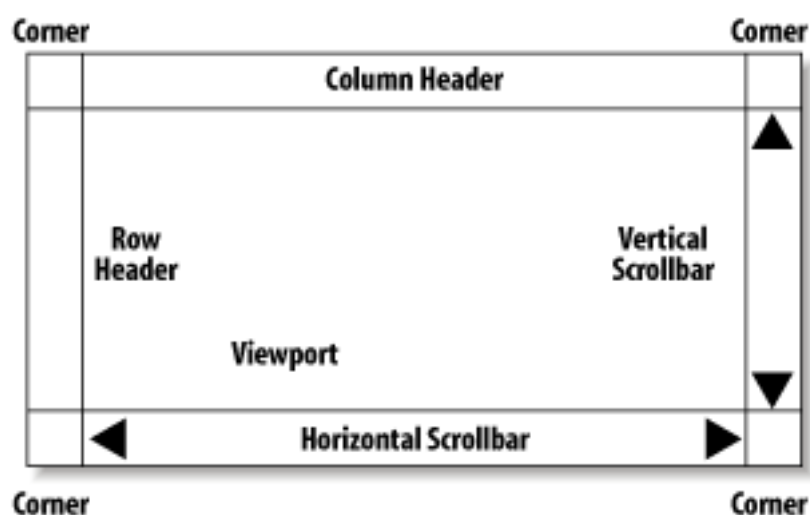 Corner
Corner
Column Header
Row
Header
Vertical
Scrollbar
Viewport
Horizontal Scrollbar
Corner
Corner